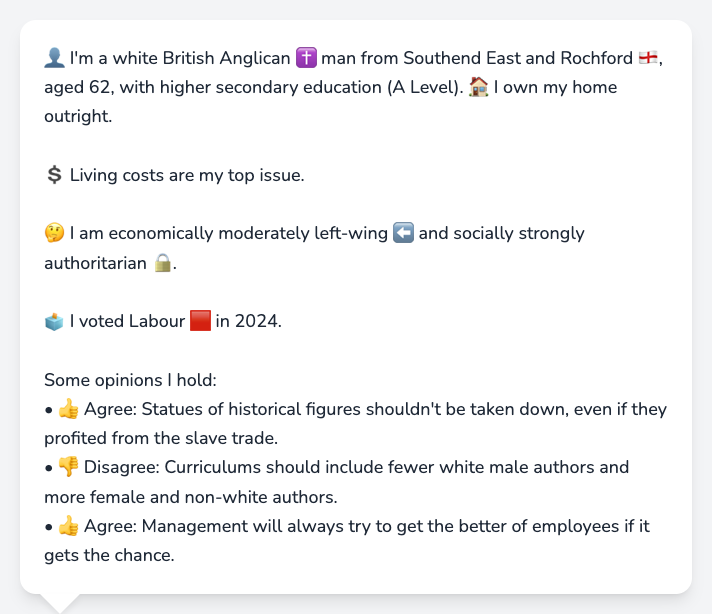 👤 I'm a white British Anglican ✝️ man from Southend East and Rochford 🏴󠁧󠁢󠁥󠁮󠁧󠁿,
aged 62, with higher secondary education (A Level). 🏠 I own my home
outright.
💲 Living costs are my top issue.
🤔 I am economically moderately left-wing ⬅️ and socially strongly
authoritarian 🔒.
🗳️ I voted Labour 🟥 in 2024.
Some opinions I hold:
• 👍 Agree: Statues of historical figures shouldn't be taken down, even if they
profited from the slave trade.
• 👎 Disagree: Curriculums should include fewer white male authors and
more female and non-white authors.
• 👍 Agree: Management will always try to get the better of employees if it
gets the chance.